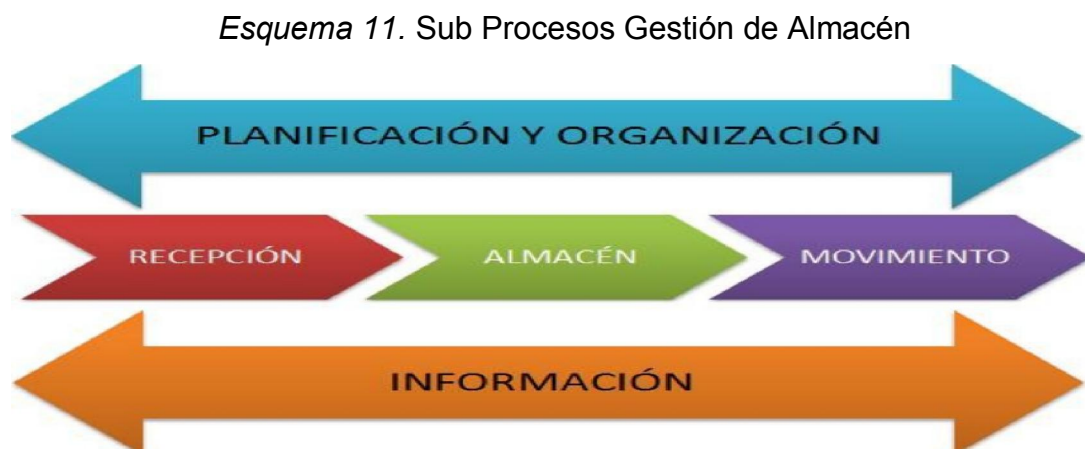 Esquema 11. Sub Procesos Gestión de Almacén
PLANIFICACIÓN Y ORGANIZACIÓN
RECEPCIÓN
ALMACÉN
MOVIMIENTO
INFORMACIÓN